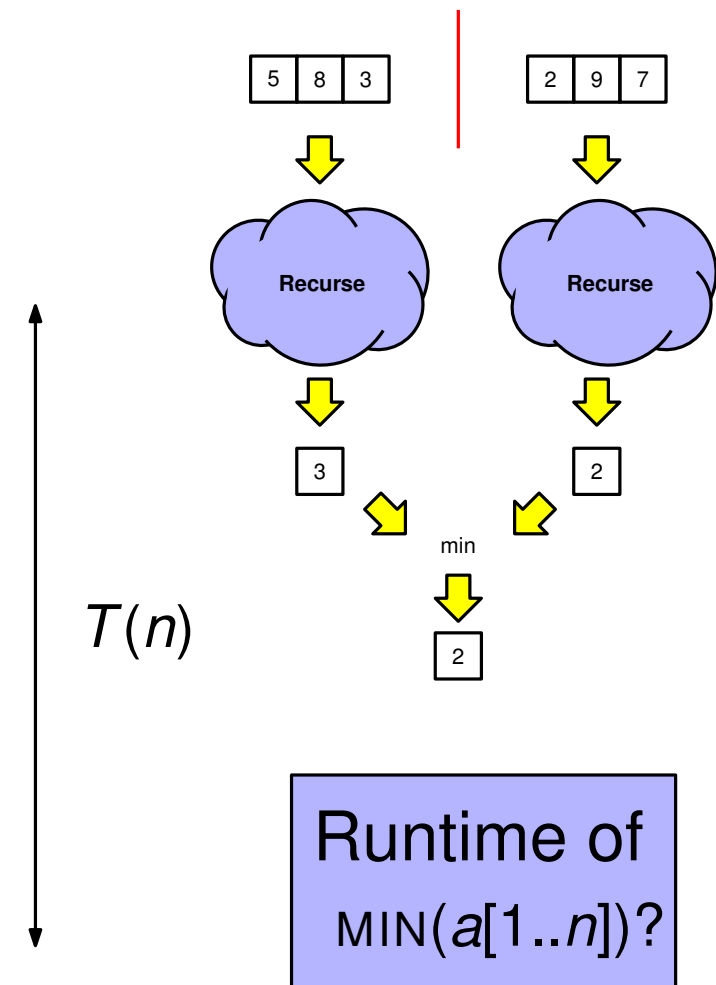 5 8 3 2 9 7
Recurse Recurse
3 2
min
T(n)
2
Runtime of
MIN(a[1..n])?